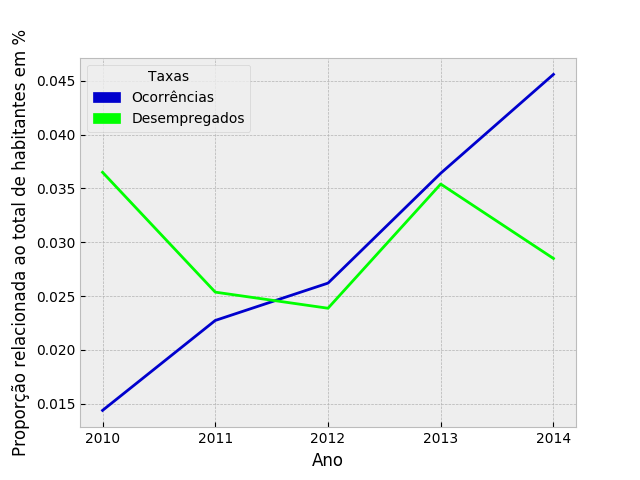 Proporção relacionada ao total de habitantes em %
Taxas
Ocorrências
Desempregados
0.045
0.040
0.035
0.030
0.025
0.020
0.015
2010 2011 2012 2013 2014
Ano